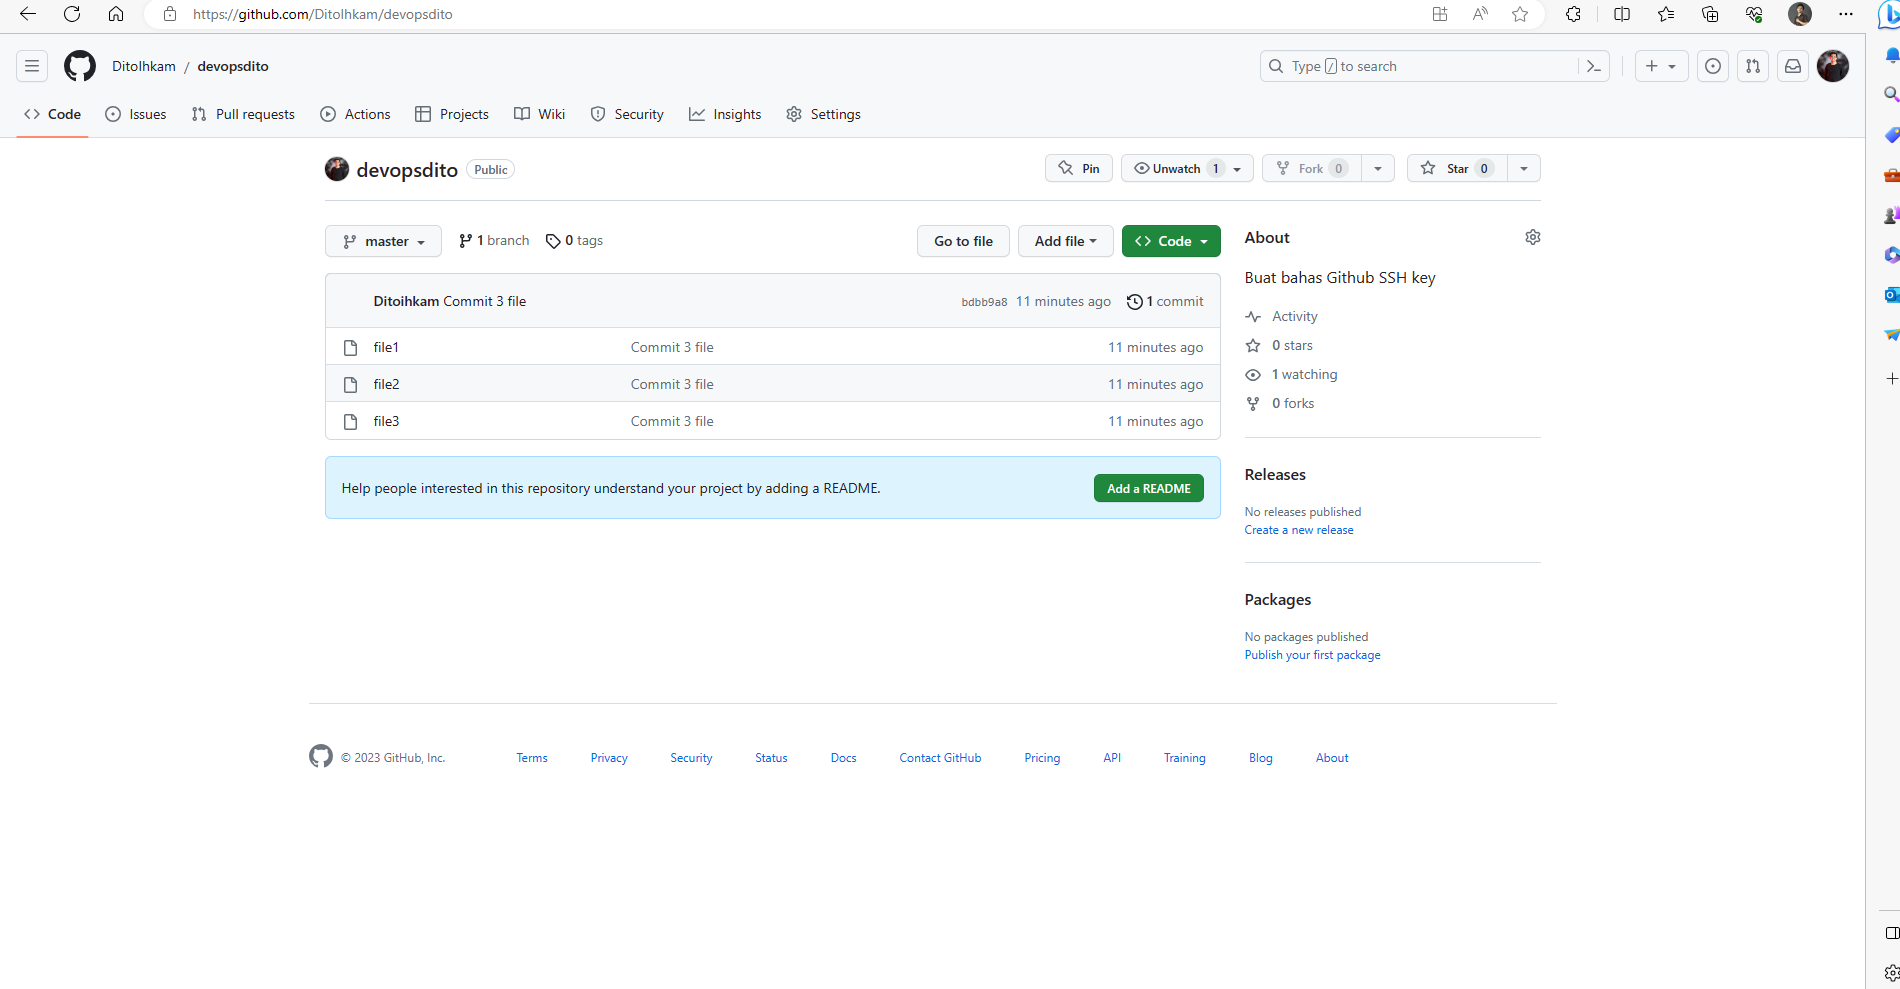 https://github.com/DitoIhkam/devopsdito
DitoIhkam / devopsdito
Type / to search
Code Issues Pull requests Actions Projects Wiki Security Insights Settings
devopsdito Public
Pin Unwatch 1 Fork 0 Star 0
master 1 branch 0 tags Go to file Add file Code
Ditoihkam Commit 3 file bdbb9a8 11 minutes ago 1 commit
file1 Commit 3 file 11 minutes ago
file2 Commit 3 file 11 minutes ago
file3 Commit 3 file 11 minutes ago
Help people interested in this repository understand your project by adding a README. Add a README
About
Buat bahas Github SSH key
Activity
0 stars
1 watching
0 forks
Releases
No releases published
Create a new release
Packages
No packages published
Publish your first package
© 2023 GitHub, Inc. Terms Privacy Security Status Docs Contact GitHub Pricing API Training Blog About